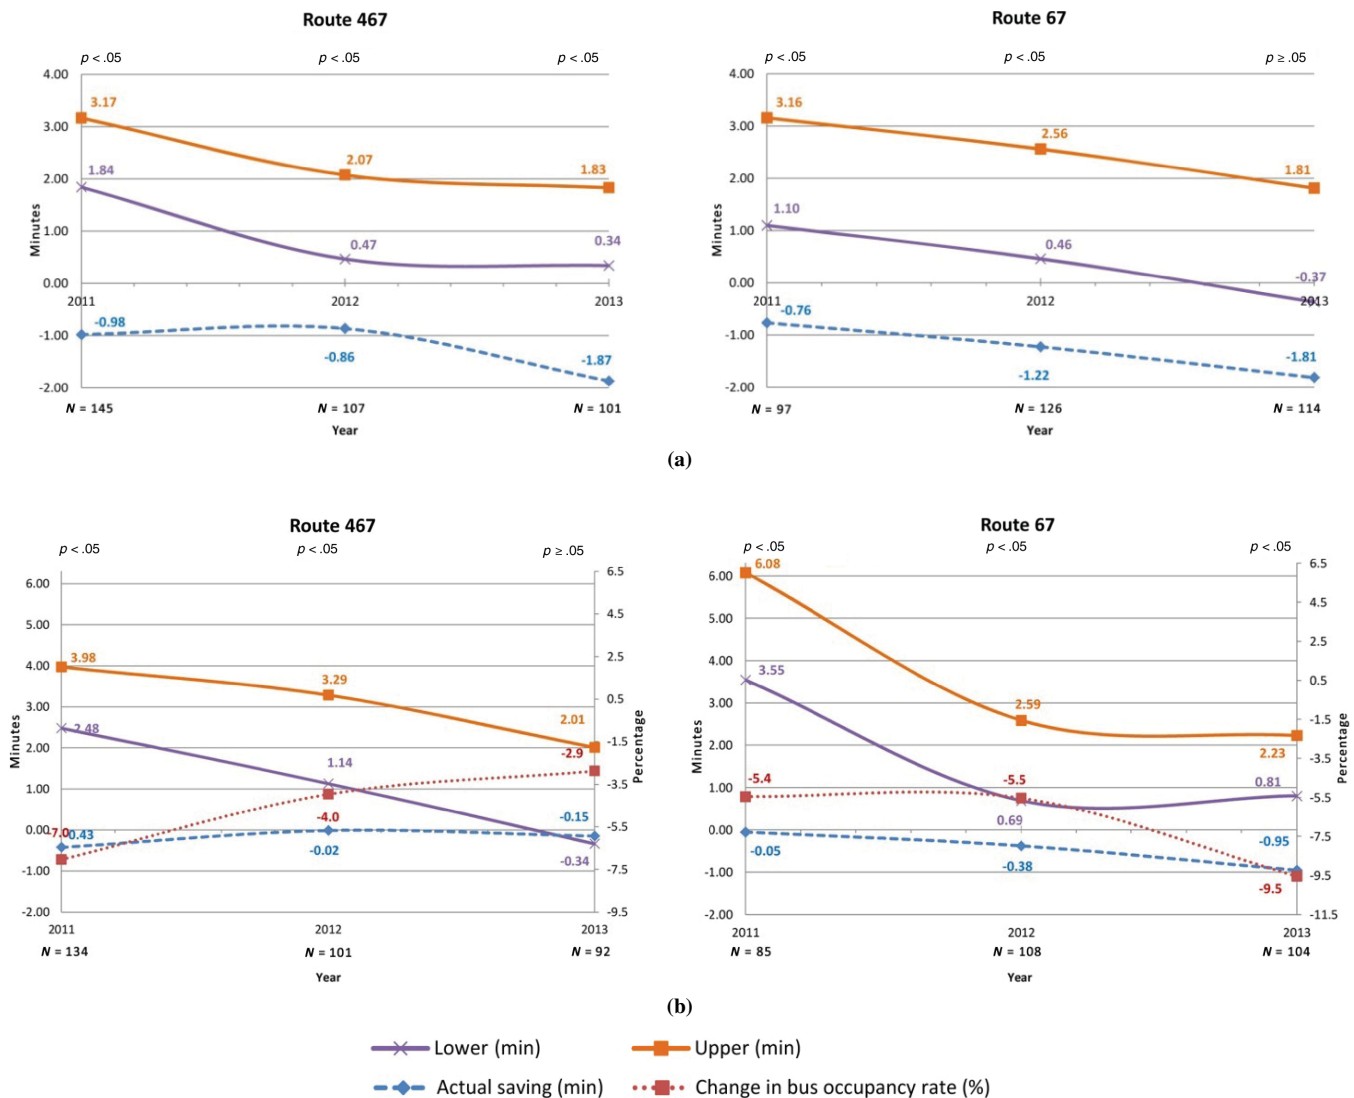 Route 467
Route 67
p < .05
p < .05
p < .05
p < .05
p < .05
p ≥ .05
4.00
3.00
2.00
1.00
0.00
-1.00
-2.00
Minutes
3.17
2.07
1.83
1.84
0.47
0.34
2011
2012
2013
-0.98
-0.86
-1.87
N = 145
N = 107
N = 101
Year
4.00
3.00
2.00
1.00
0.00
-1.00
-2.00
Minutes
3.16
2.56
1.81
1.10
0.46
-0.37
2011
2012
2013
-0.76
-1.22
-1.81
N = 97
N = 126
N = 114
Year
(a)
Route 467
p < .05
p < .05
p ≥ .05
6.00
5.00
4.00
3.00
2.00
1.00
0.00
-1.00
-2.00
Minutes
3.98
3.29
2.01
2.48
1.14
-0.34
-7.0
-4.0
-2.9
-0.43
-0.02
-0.15
6.5
4.5
2.5
0.5
-1.5
-3.5
-5.5
-7.5
-9.5
Percentage
2011
2012
2013
N = 134
N = 101
N = 92
Year
Route 67
p < .05
p < .05
p < .05
6.00
5.00
4.00
3.00
2.00
1.00
0.00
-1.00
-2.00
Minutes
6.08
2.59
2.23
3.55
0.69
0.81
-5.4
-5.5
-9.5
-0.05
-0.38
-0.95
6.5
4.5
2.5
0.5
-1.5
-3.5
-5.5
-7.5
-9.5
-11.5
Percentage
2011
2012
2013
N = 85
N = 108
N = 104
Year
(b)
Lower (min)
Upper (min)
Actual saving (min)
Change in bus occupancy rate (%)